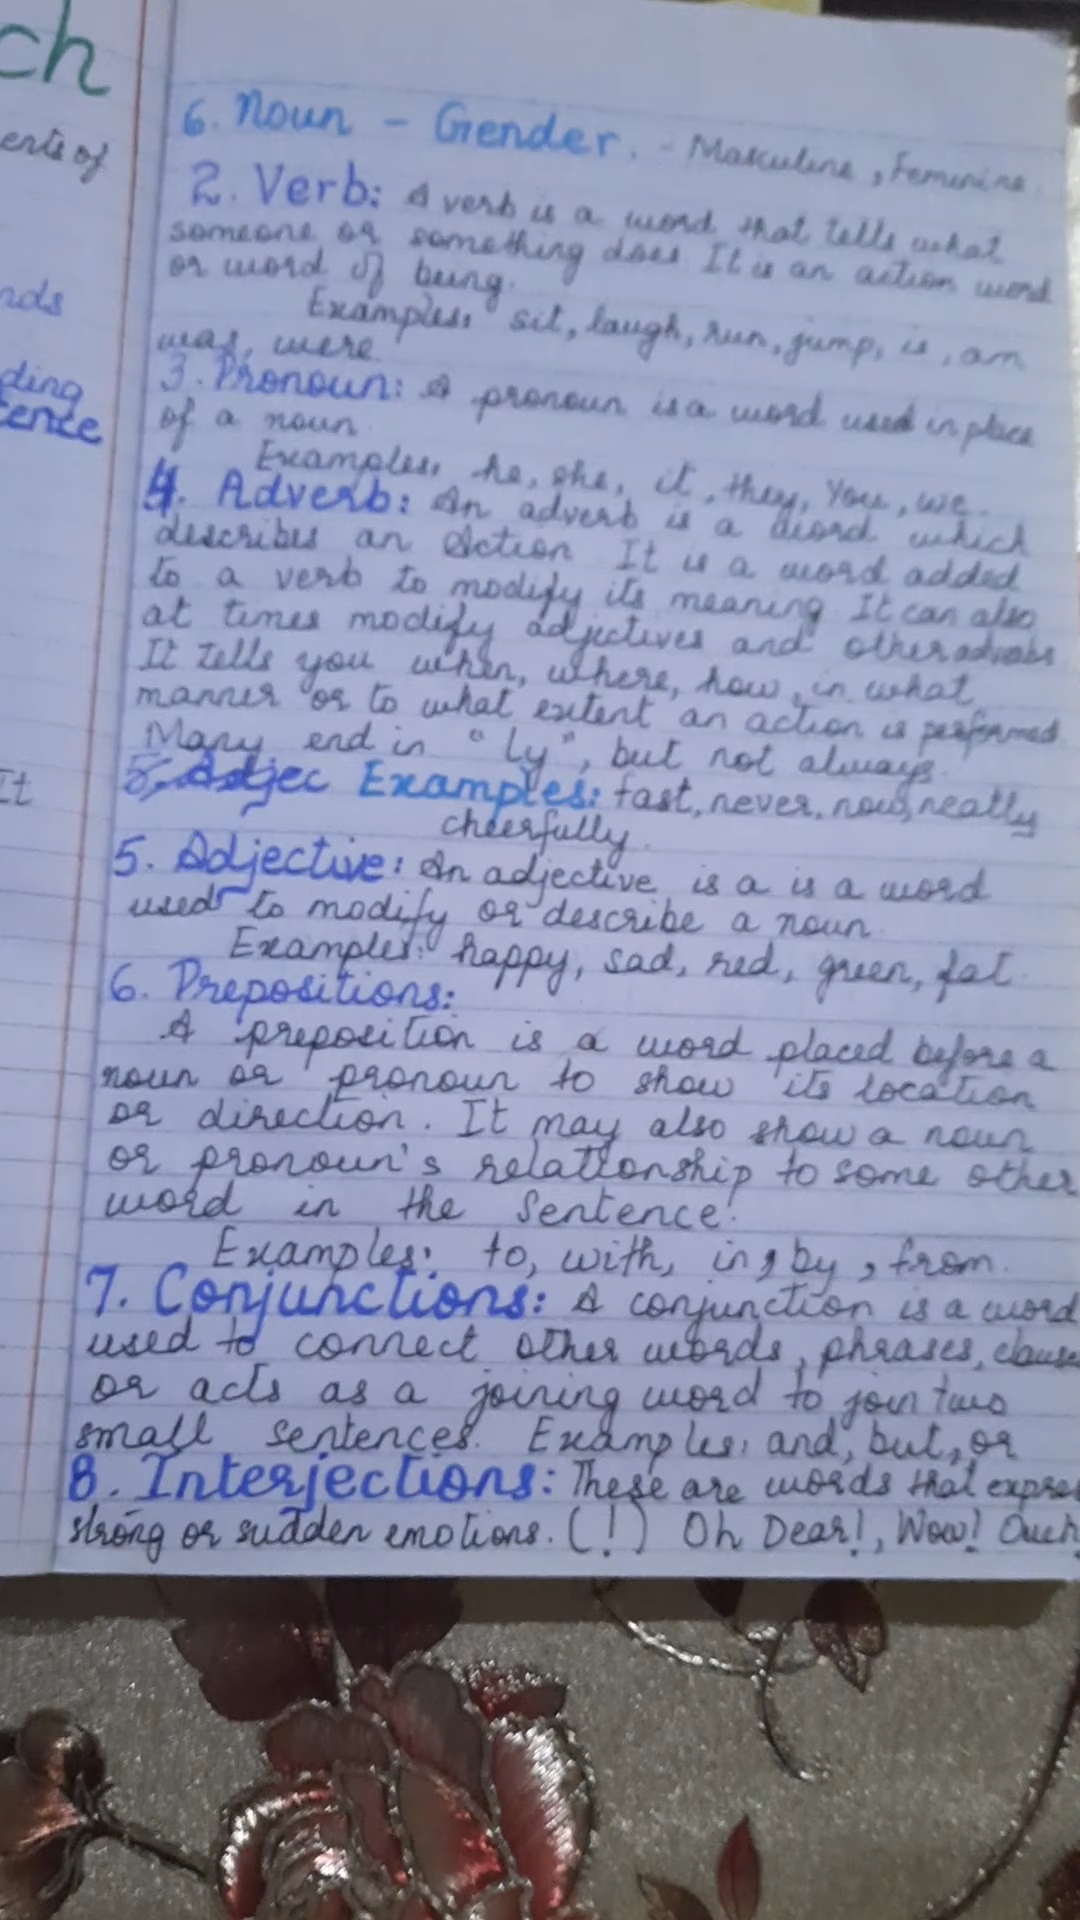 ch
ents of
nds
ding
tence
It
6. Noun - Gender. - Masculine, Feminine
2. Verb: A verb is a word that tells what
someone or something does. It is an action word
or word of being.
Examples: sit, laugh, run, jump, is, am
was, were
3. Pronoun: A pronoun is a word used in place
of a noun
Examples: he, she, it, they, You, we
4. Adverb: An adverb is a word which
describes an Action It is a word added
to a verb to modify its meaning It can also
at times modify adjectives and other adverbs
It tells you when, where, how, in what
manner or to what extent an action is performed
Many end in "ly", but not always.
5. Adjec Examples: fast, never, now, neatly
cheerfully.
5. Adjective: An adjective is a is a word
used to modify or describe a noun.
Examples: happy, sad, red, green, fat.
6. Prepositions:
A preposition is a word placed before a
noun or pronoun to show its location
or direction. It may also show a noun
or pronoun's relationship to some other
word in the Sentence.
Examples: to, with, in, by, from.
7. Conjunctions: A conjunction is a word
used to connect other words, phrases, clause
or acts as a joining word to join two
small sentences. Examples: and, but, or
8. Interjections: These are words that expres
strong or sudden emotions. (!) Oh Dear!, Wow! Ouch